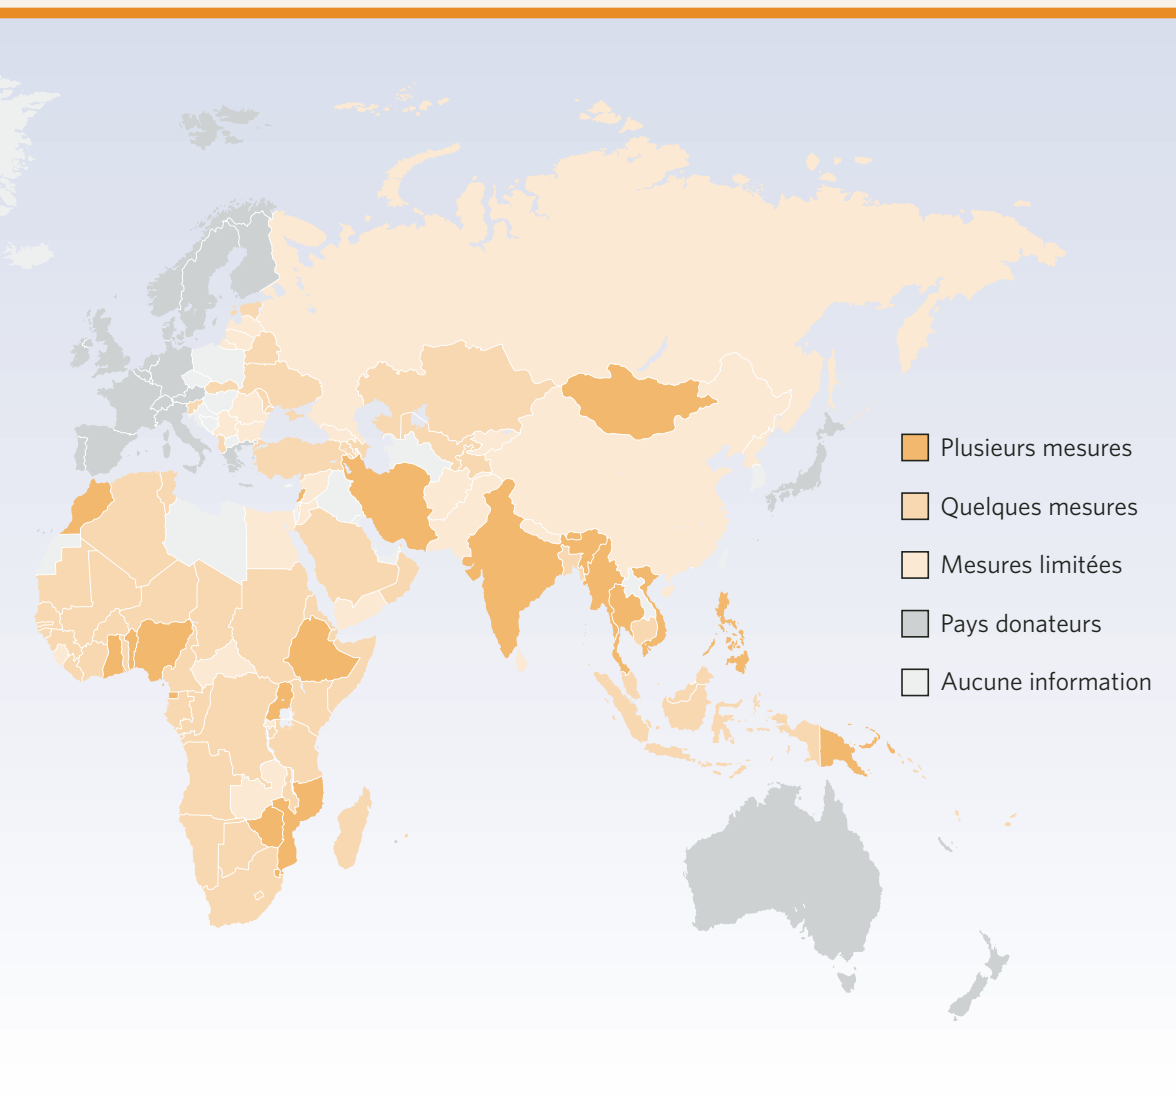 Plusieurs mesures
Quelques mesures
Mesures limitées
Pays donateurs
Aucune information